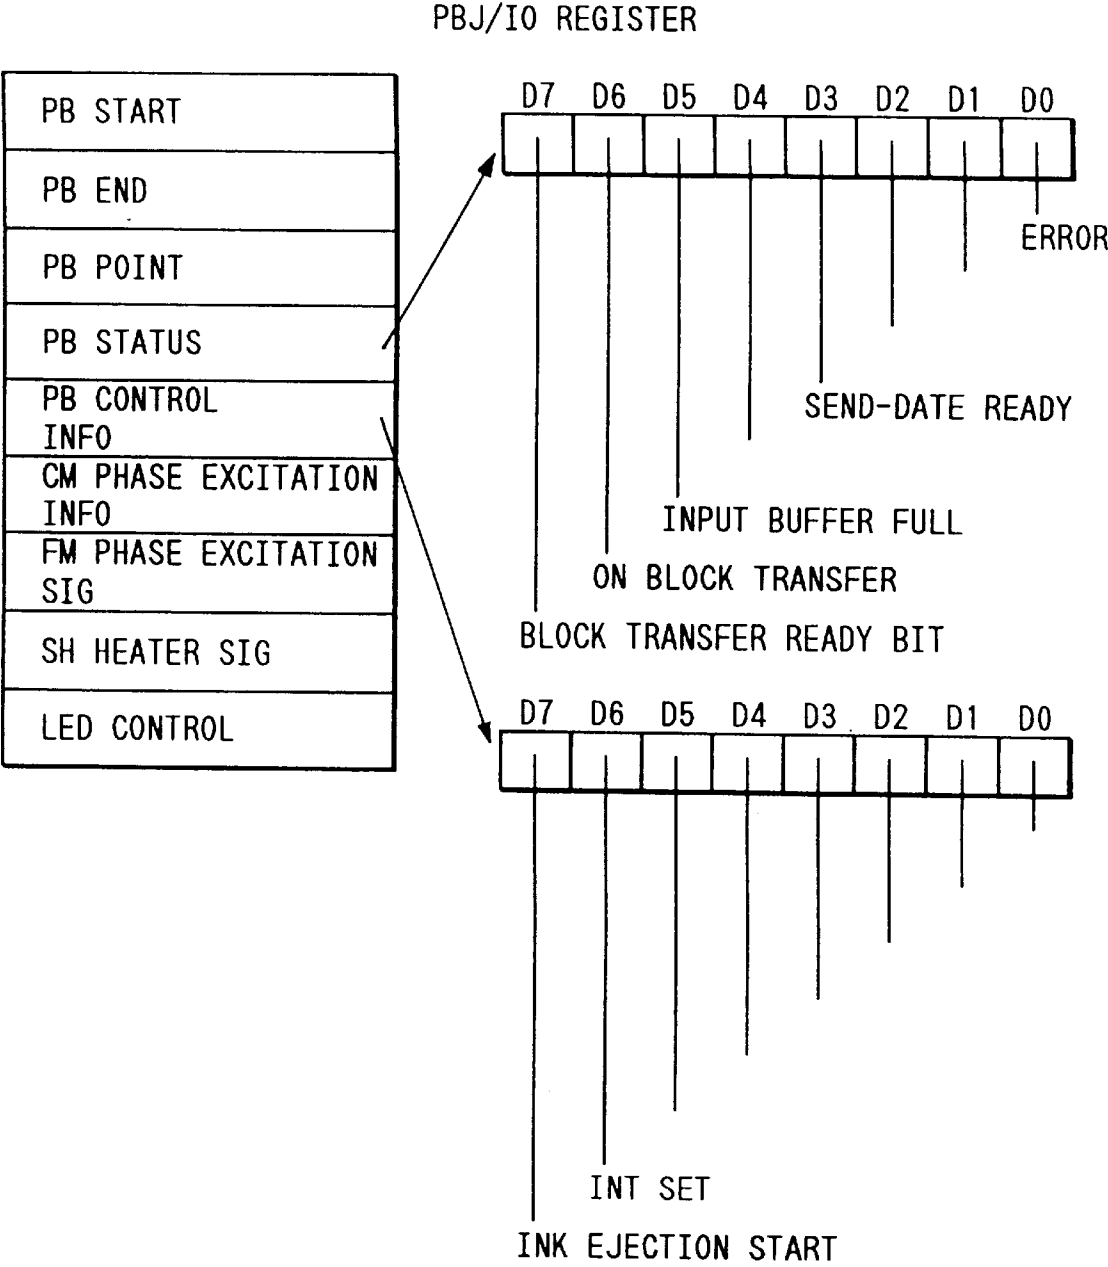 PBJ/IO REGISTER
PB START
PB END
PB POINT
PB STATUS
PB CONTROL
INFO
CM PHASE EXCITATION
INFO
FM PHASE EXCITATION
SIG
SH HEATER SIG
LED CONTROL
D7 D6 D5 D4 D3 D2 D1 D0
ERROR
SEND-DATE READY
INPUT BUFFER FULL
ON BLOCK TRANSFER
BLOCK TRANSFER READY BIT
D7 D6 D5 D4 D3 D2 D1 D0
INT SET
INK EJECTION START